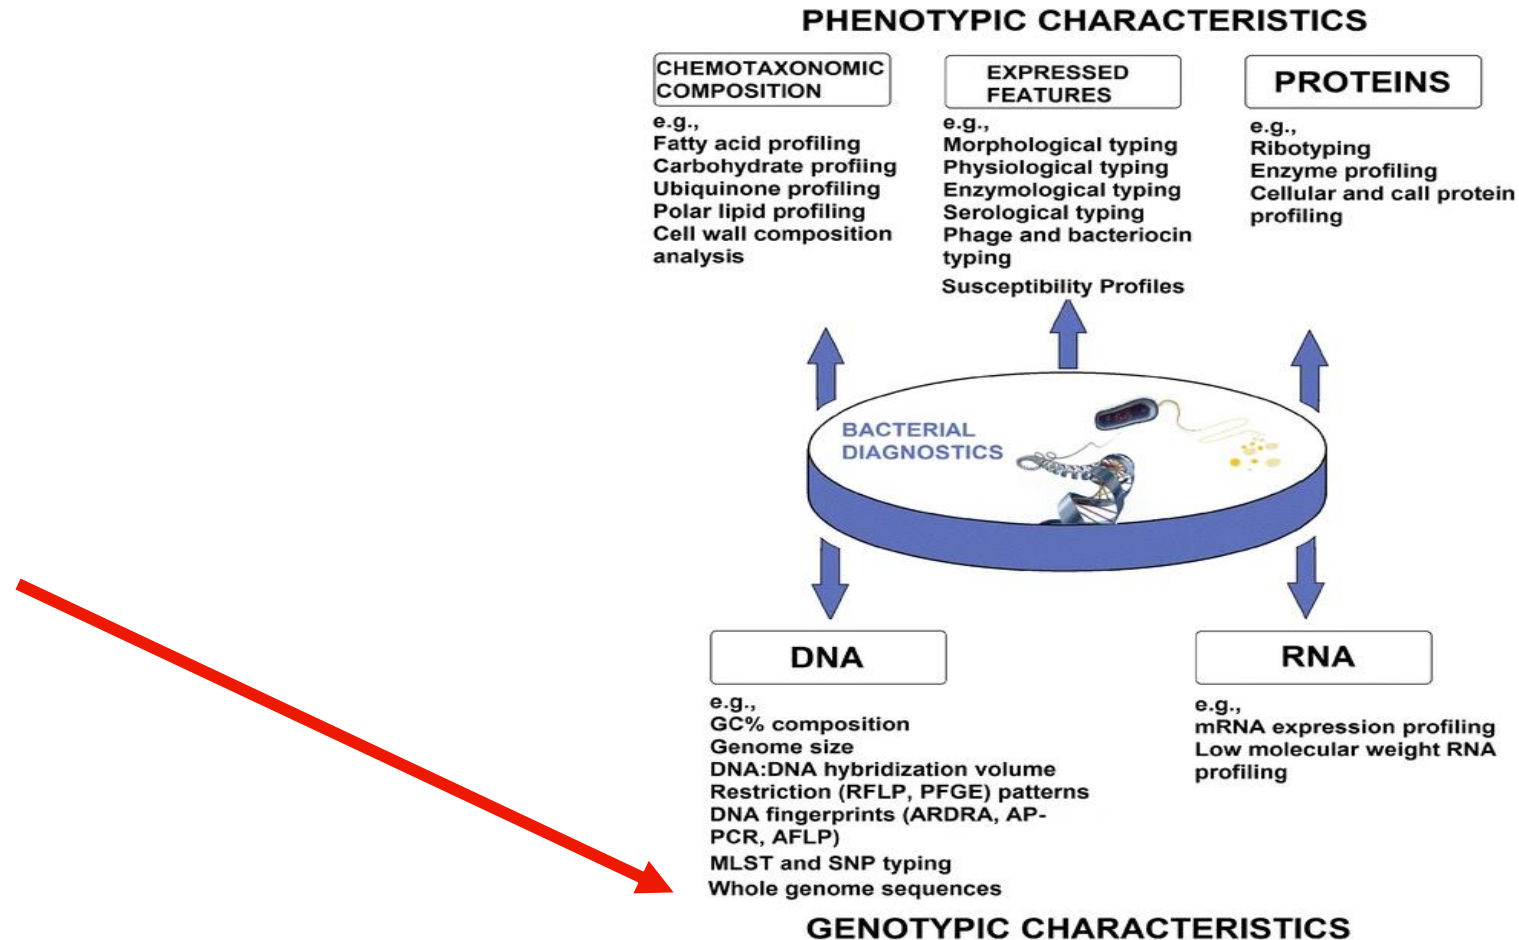 PHENOTYPIC CHARACTERISTICS
CHEMOTAXONOMIC
COMPOSITION
e.g.,
Fatty acid profiling
Carbohydrate profiing
Ubiquinone profiling
Polar lipid profiling
Cell wall composition
analysis
EXPRESSED
FEATURES
e.g.,
Morphological typing
Physiological typing
Enzymological typing
Serological typing
Phage and bacteriocin
typing
Susceptibility Profiles
PROTEINS
e.g.,
Ribotyping
Enzyme profiling
Cellular and call protein
profiling
BACTERIAL
DIAGNOSTICS
DNA
e.g.,
GC% composition
Genome size
DNA:DNA hybridization volume
Restriction (RFLP, PFGE) patterns
DNA fingerprints (ARDRA, AP-
PCR, AFLP)
MLST and SNP typing
Whole genome sequences
RNA
e.g.,
mRNA expression profiling
Low molecular weight RNA
profiling
GENOTYPIC CHARACTERISTICS